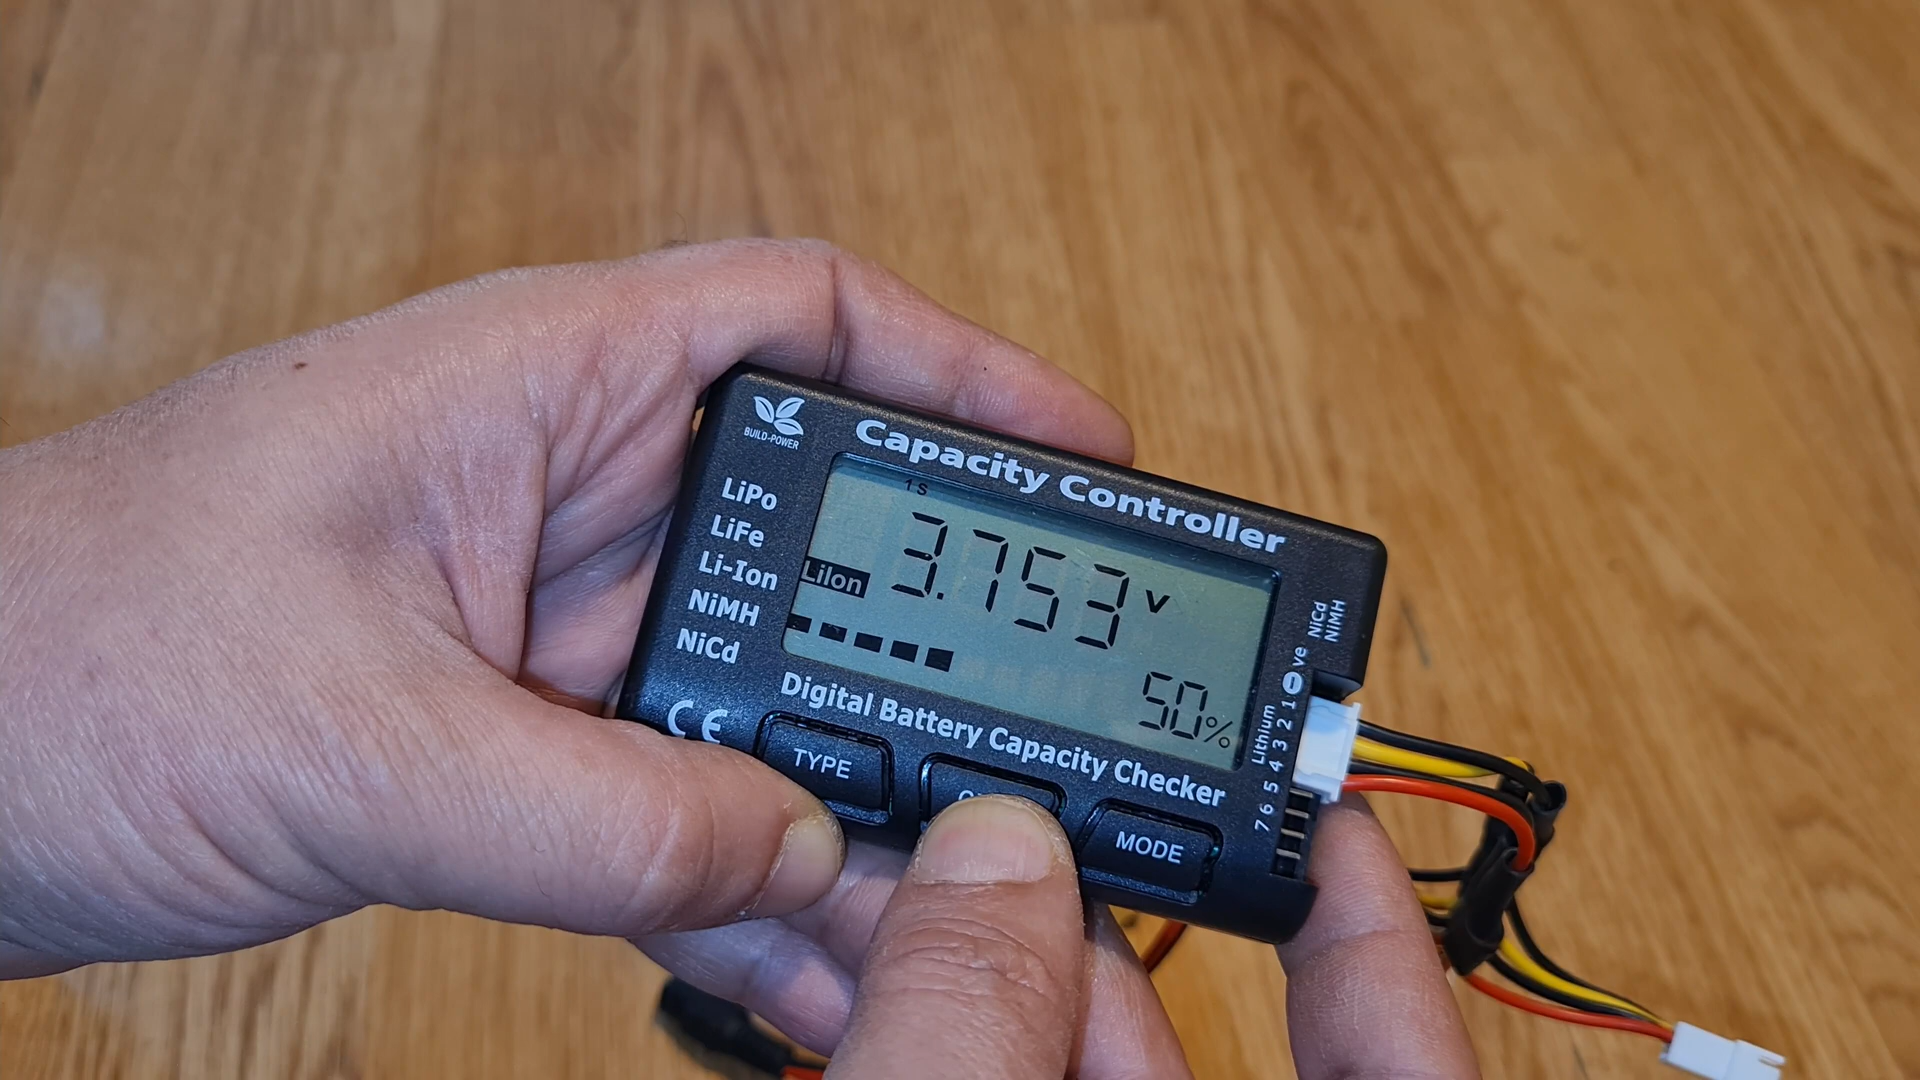 BUILD-POWER
Capacity Controller
LiPo
LiFe
Li-Ion
NiMH
NiCd
1S
LiIon
3.753 v
50%
Digital Battery Capacity Checker
CE
TYPE
MODE
7 6 5 4 3 2 1 ve
Lithium
NiCd
NiMH